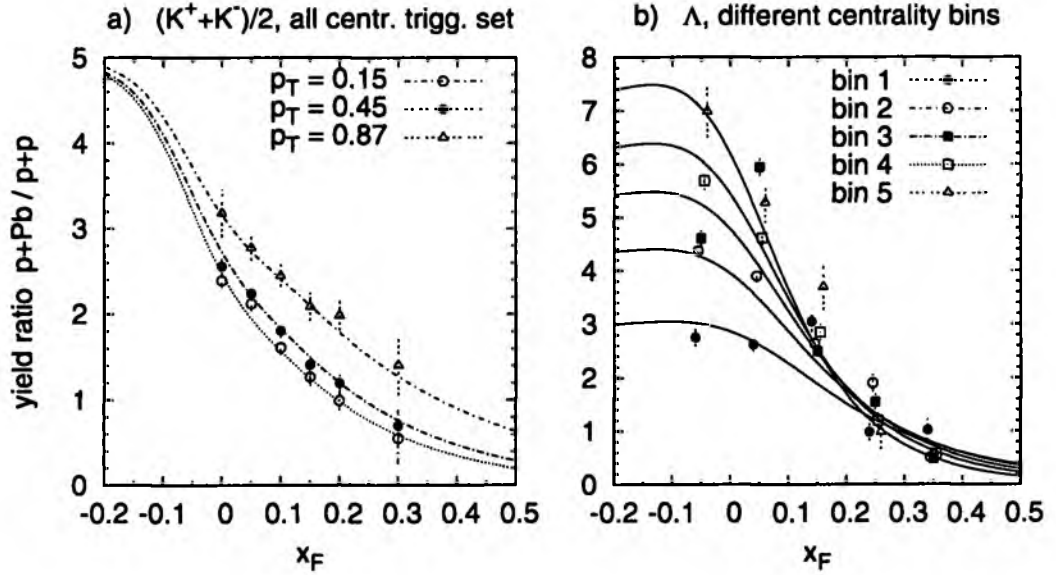 a) (K⁺+K⁻)/2, all centr. trigg. set
yield ratio p+Pb / p+p
5
4
3
2
1
0
p_T = 0.15
p_T = 0.45
p_T = 0.87
-0.2 -0.1 0 0.1 0.2 0.3 0.4 0.5
x_F
b) Λ, different centrality bins
8
7
6
5
4
3
2
1
0
bin 1
bin 2
bin 3
bin 4
bin 5
-0.2 -0.1 0 0.1 0.2 0.3 0.4 0.5
x_F